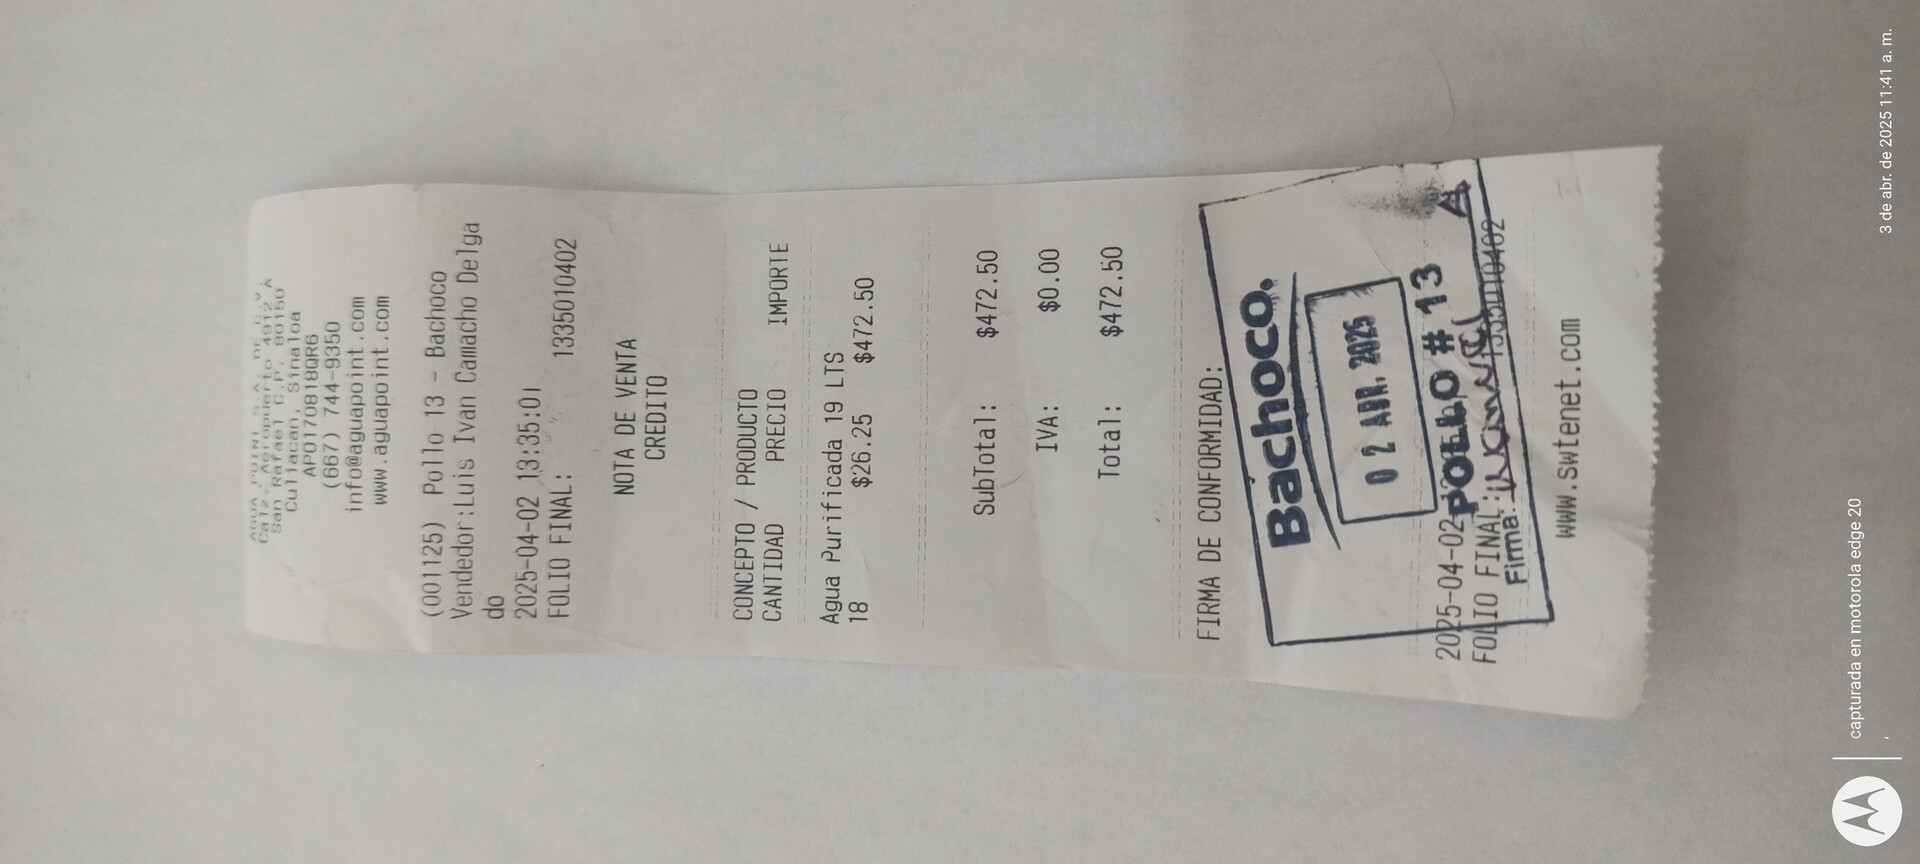 AGUA POINT S.A. DE C.V.
Calz. Aeropuerto 4912 A
San Rafael C.P. 80150
Culiacan, Sinaloa
APO170818QR6
(667) 744-9350
info@aguapoint.com
www.aguapoint.com
(001125) Pollo 13 - Bachoco
Vendedor:Luis Ivan Camacho Delga
do
2025-04-02 13:35:01
FOLIO FINAL: 1335010402
NOTA DE VENTA
CREDITO
CONCEPTO / PRODUCTO
CANTIDAD PRECIO IMPORTE
Agua Purificada 19 LTS
18 $26.25 $472.50
SubTotal: $472.50
IVA: $0.00
Total: $472.50
FIRMA DE CONFORMIDAD:
Bachoco.
02 ABR. 2025
POLLO # 13
2025-04-02
FOLIO FINAL: 1335010402
Firma:
www.swtenet.com
capturada en motorola edge 20
3 de abr. de 2025 11:41 a. m.